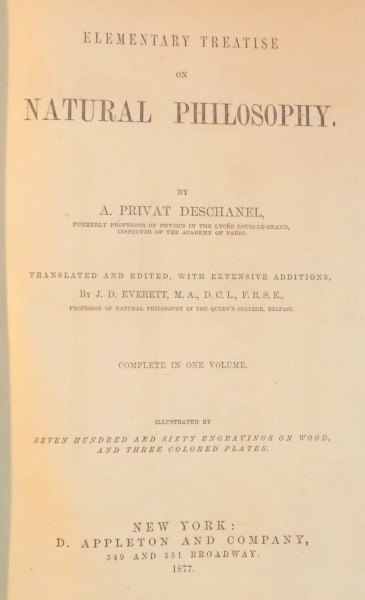 ELEMENTARY TREATISE
ON
NATURAL PHILOSOPHY.
BY
A. PRIVAT DESCHANEL,
FORMERLY PROFESSOR OF PHYSICS IN THE LYCÉE LOUIS-LE-GRAND,
INSPECTOR OF THE ACADEMY OF PARIS.
TRANSLATED AND EDITED, WITH EXTENSIVE ADDITIONS,
BY J. D. EVERETT, M. A., D. C. L., F. R. S. E.,
PROFESSOR OF NATURAL PHILOSOPHY IN THE QUEEN'S COLLEGE, BELFAST.
COMPLETE IN ONE VOLUME.
ILLUSTRATED BY
SEVEN HUNDRED AND SIXTY ENGRAVINGS ON WOOD,
AND THREE COLORED PLATES.
NEW YORK:
D. APPLETON AND COMPANY,
549 AND 551 BROADWAY.
1877.